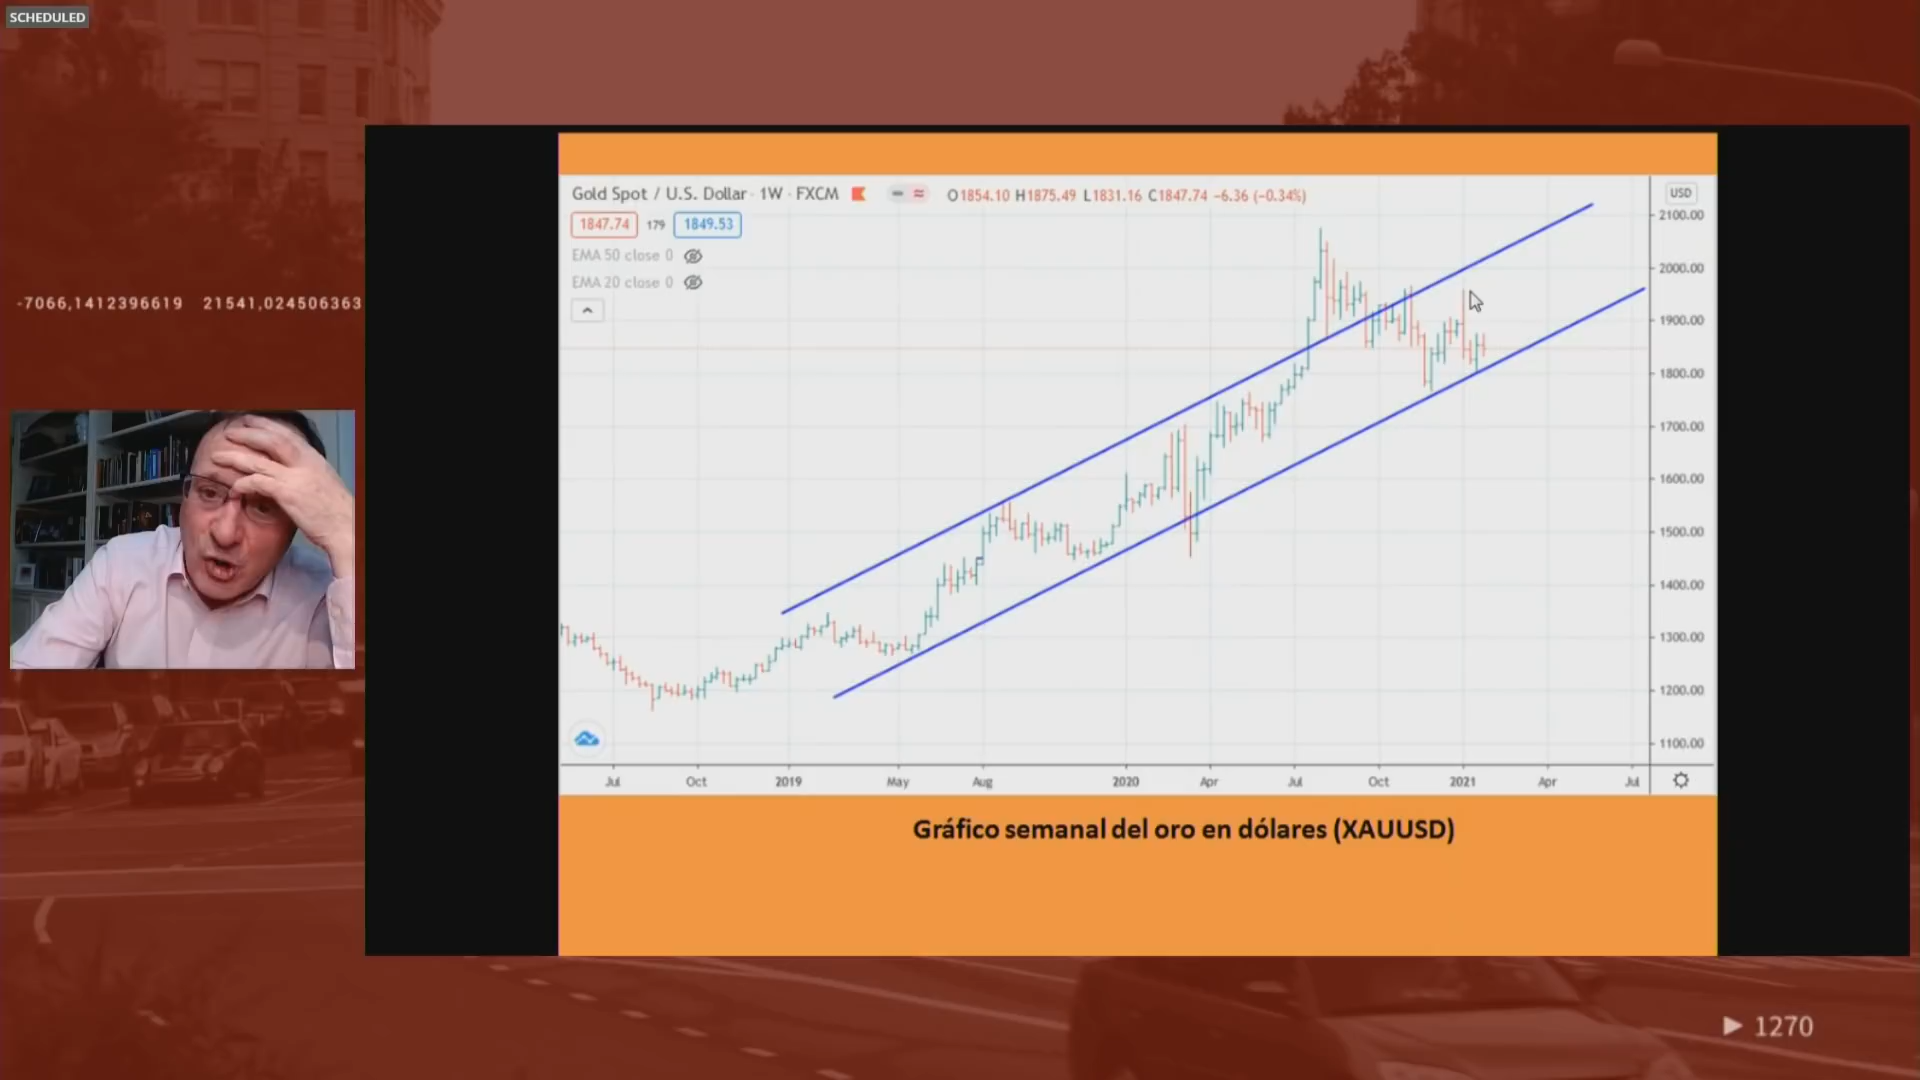 SCHEDULED
-7066,1412396619 21541,024506363
Gold Spot / U.S. Dollar · 1W · FXCM O1854.10 H1875.49 L1831.16 C1847.74 -6.36 (-0.34%)
USD
1847.74 179 1849.53
EMA 50 close 0
EMA 20 close 0
2100.00
2000.00
1900.00
1800.00
1700.00
1600.00
1500.00
1400.00
1300.00
1200.00
1100.00
Jul Oct 2019 May Aug 2020 Apr Jul Oct 2021 Apr Jul
Gráfico semanal del oro en dólares (XAUUSD)
1270